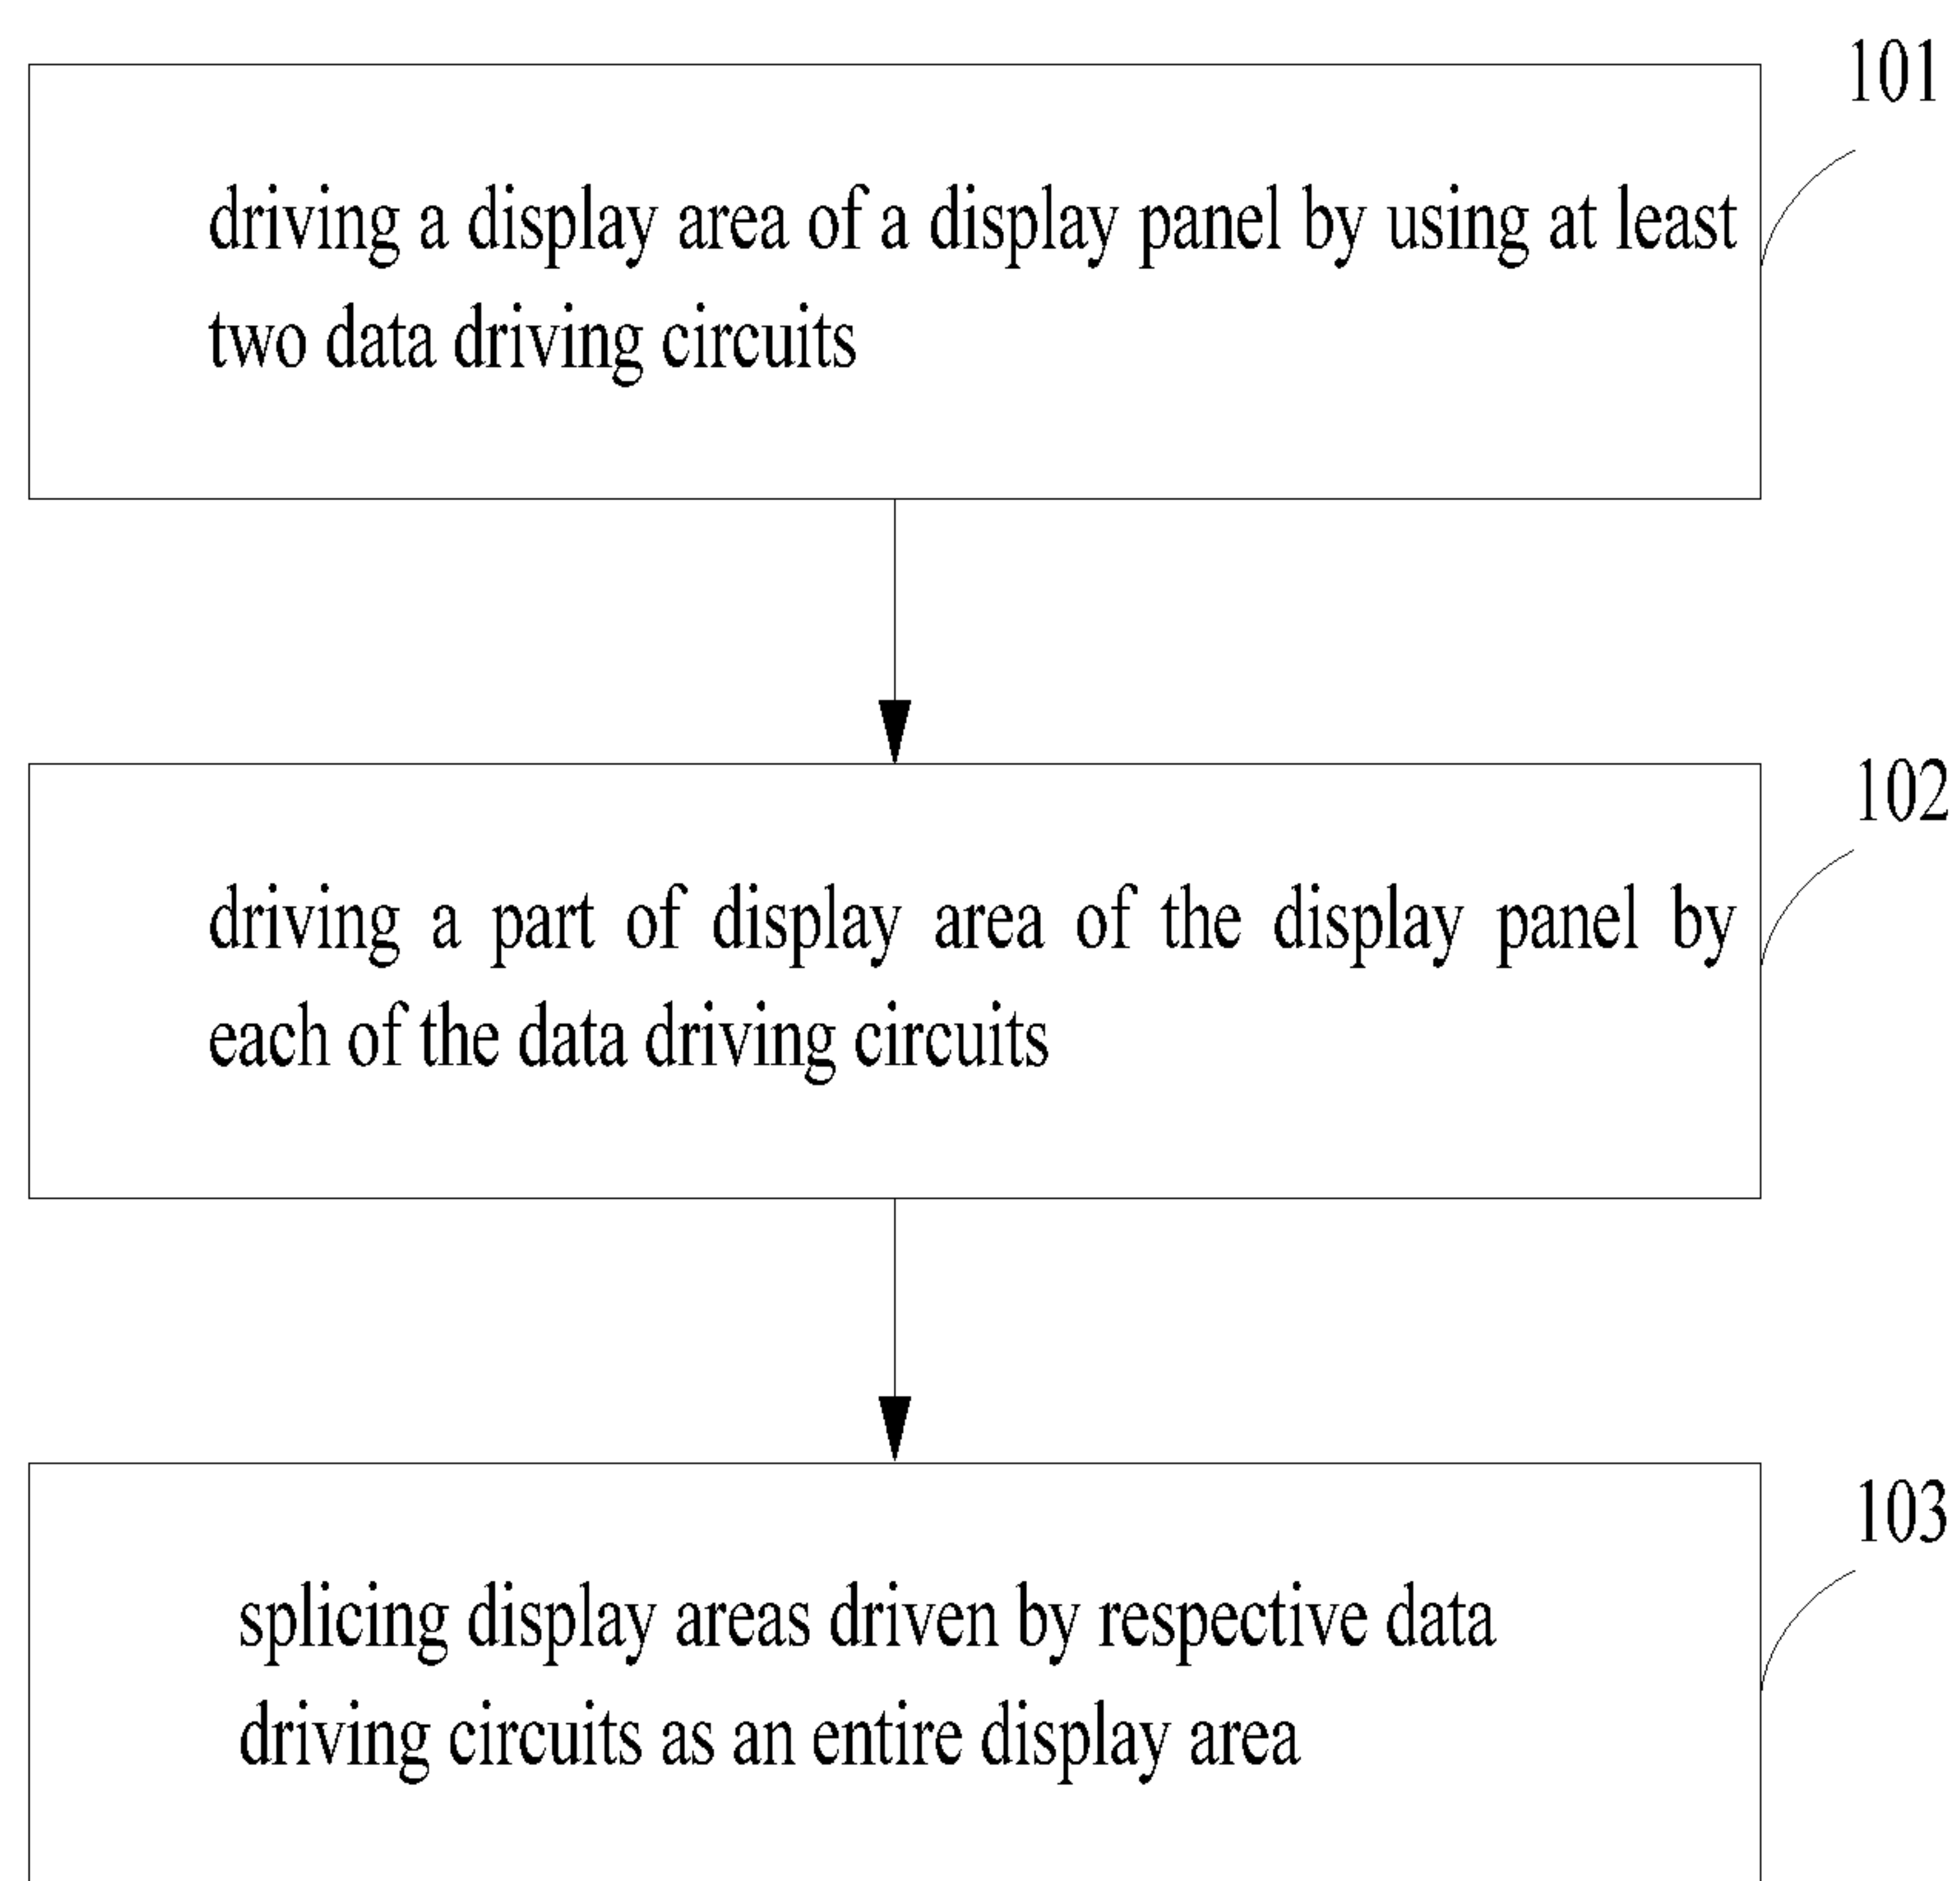 101
driving a display area of a display panel by using at least
two data driving circuits
102
driving a part of display area of the display panel by
each of the data driving circuits
103
splicing display areas driven by respective data
driving circuits as an entire display area